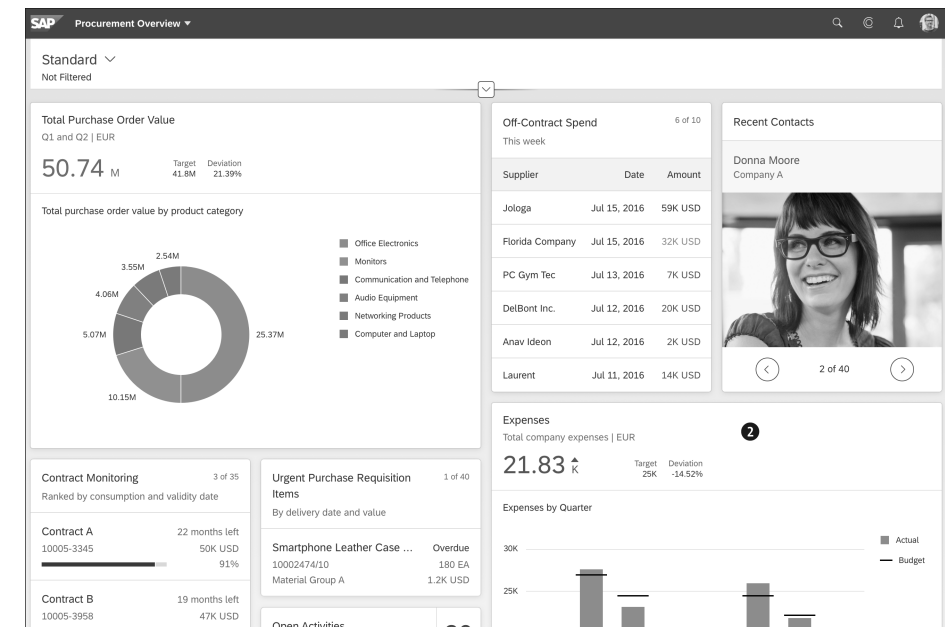 SAP Procurement Overview
Standard
Not Filtered
Total Purchase Order Value
Q1 and Q2 | EUR
50.74 M
Target Deviation
41.8M 21.39%
Total purchase order value by product category
2.54M
3.55M
4.06M
5.07M
25.37M
10.15M
Office Electronics
Monitors
Communication and Telephone
Audio Equipment
Networking Products
Computer and Laptop
Off-Contract Spend 6 of 10
This week
Supplier Date Amount
Jologa Jul 15, 2016 59K USD
Florida Company Jul 15, 2016 32K USD
PC Gym Tec Jul 13, 2016 7K USD
DelBont Inc. Jul 12, 2016 20K USD
Anav Ideon Jul 12, 2016 2K USD
Laurent Jul 11, 2016 14K USD
Recent Contacts
Donna Moore
Company A
2 of 40
Contract Monitoring 3 of 35
Ranked by consumption and validity date
Contract A 22 months left
10005-3345 50K USD
91%
Contract B 19 months left
10005-3958 47K USD
Urgent Purchase Requisition 1 of 40
Items
By delivery date and value
Smartphone Leather Case ... Overdue
10002474/10 180 EA
Material Group A 1.2K USD
Open Activities
Expenses
2
Total company expenses | EUR
21.83 K
Target Deviation
25K -14.52%
Expenses by Quarter
30K
25K
Actual
Budget